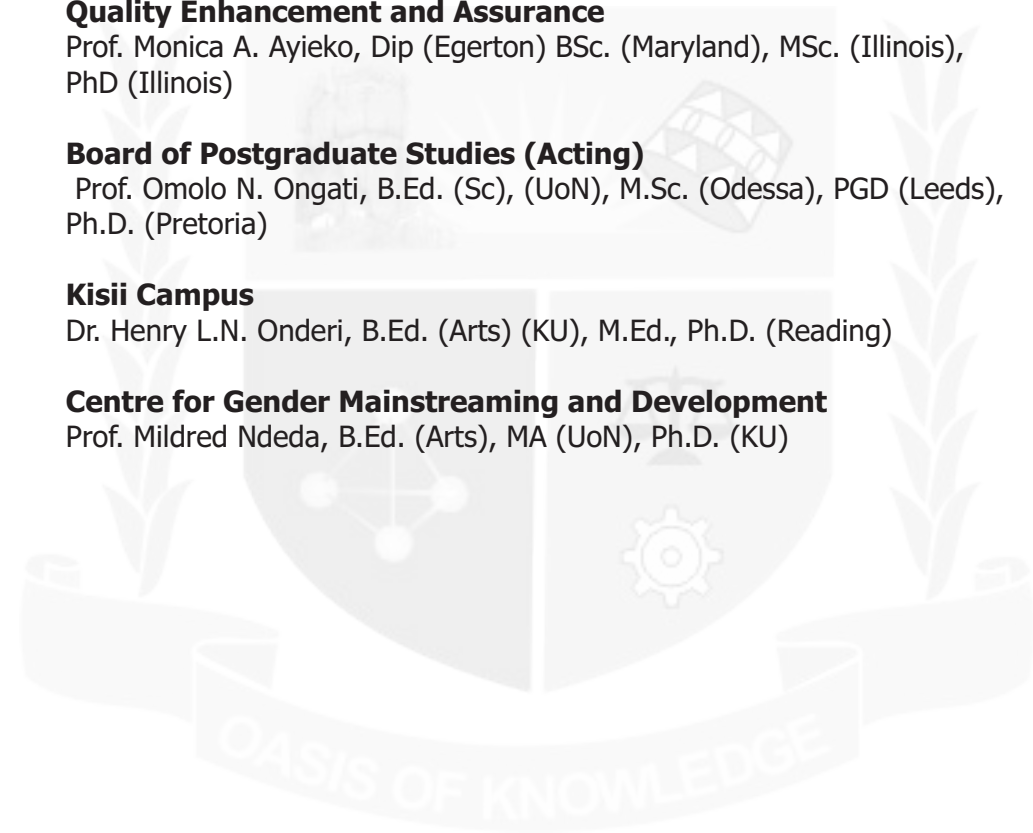 Quality Enhancement and Assurance
Prof. Monica A. Ayieko, Dip (Egerton) BSc. (Maryland), MSc. (Illinois),
PhD (Illinois)
Board of Postgraduate Studies (Acting)
Prof. Omolo N. Ongati, B.Ed. (Sc), (UoN), M.Sc. (Odessa), PGD (Leeds),
Ph.D. (Pretoria)
Kisii Campus
Dr. Henry L.N. Onderi, B.Ed. (Arts) (KU), M.Ed., Ph.D. (Reading)
Centre for Gender Mainstreaming and Development
Prof. Mildred Ndeda, B.Ed. (Arts), MA (UoN), Ph.D. (KU)
OASIS OF KNOWLEDGE